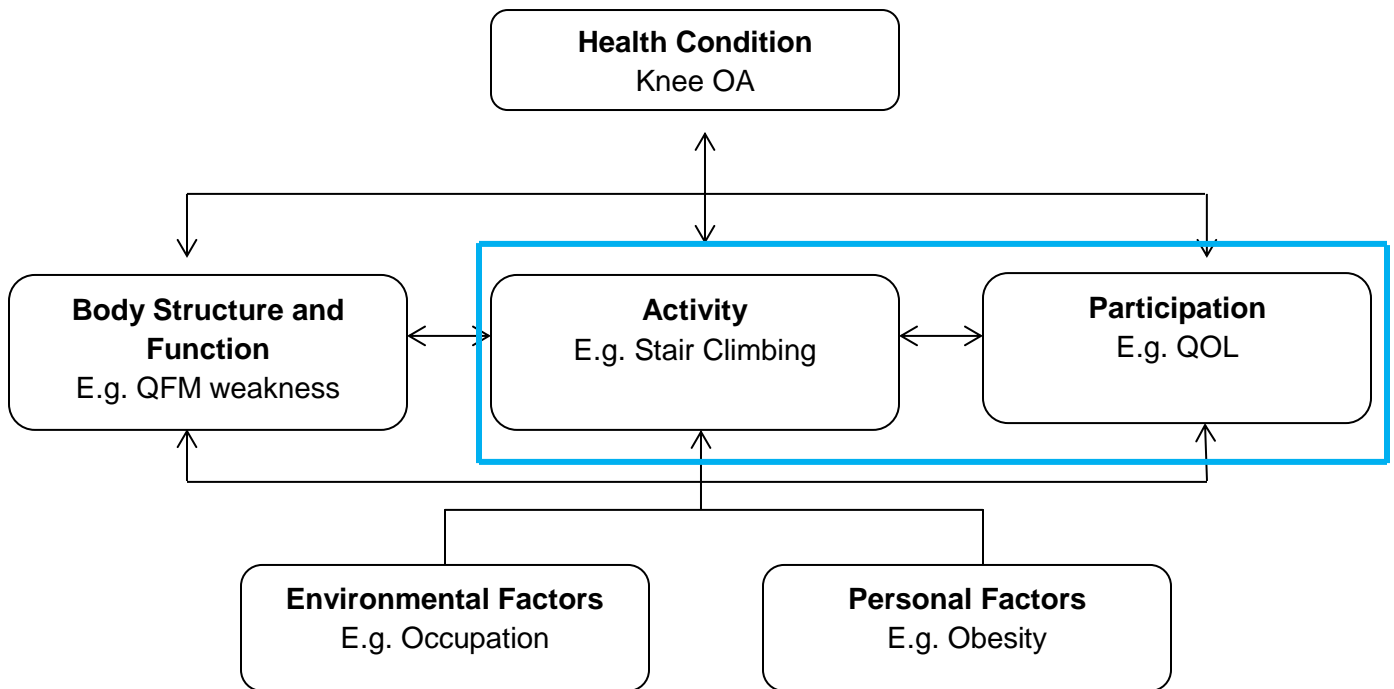 Health Condition
Knee OA
Body Structure and
Function
E.g. QFM weakness
Activity
E.g. Stair Climbing
Participation
E.g. QOL
Environmental Factors
E.g. Occupation
Personal Factors
E.g. Obesity